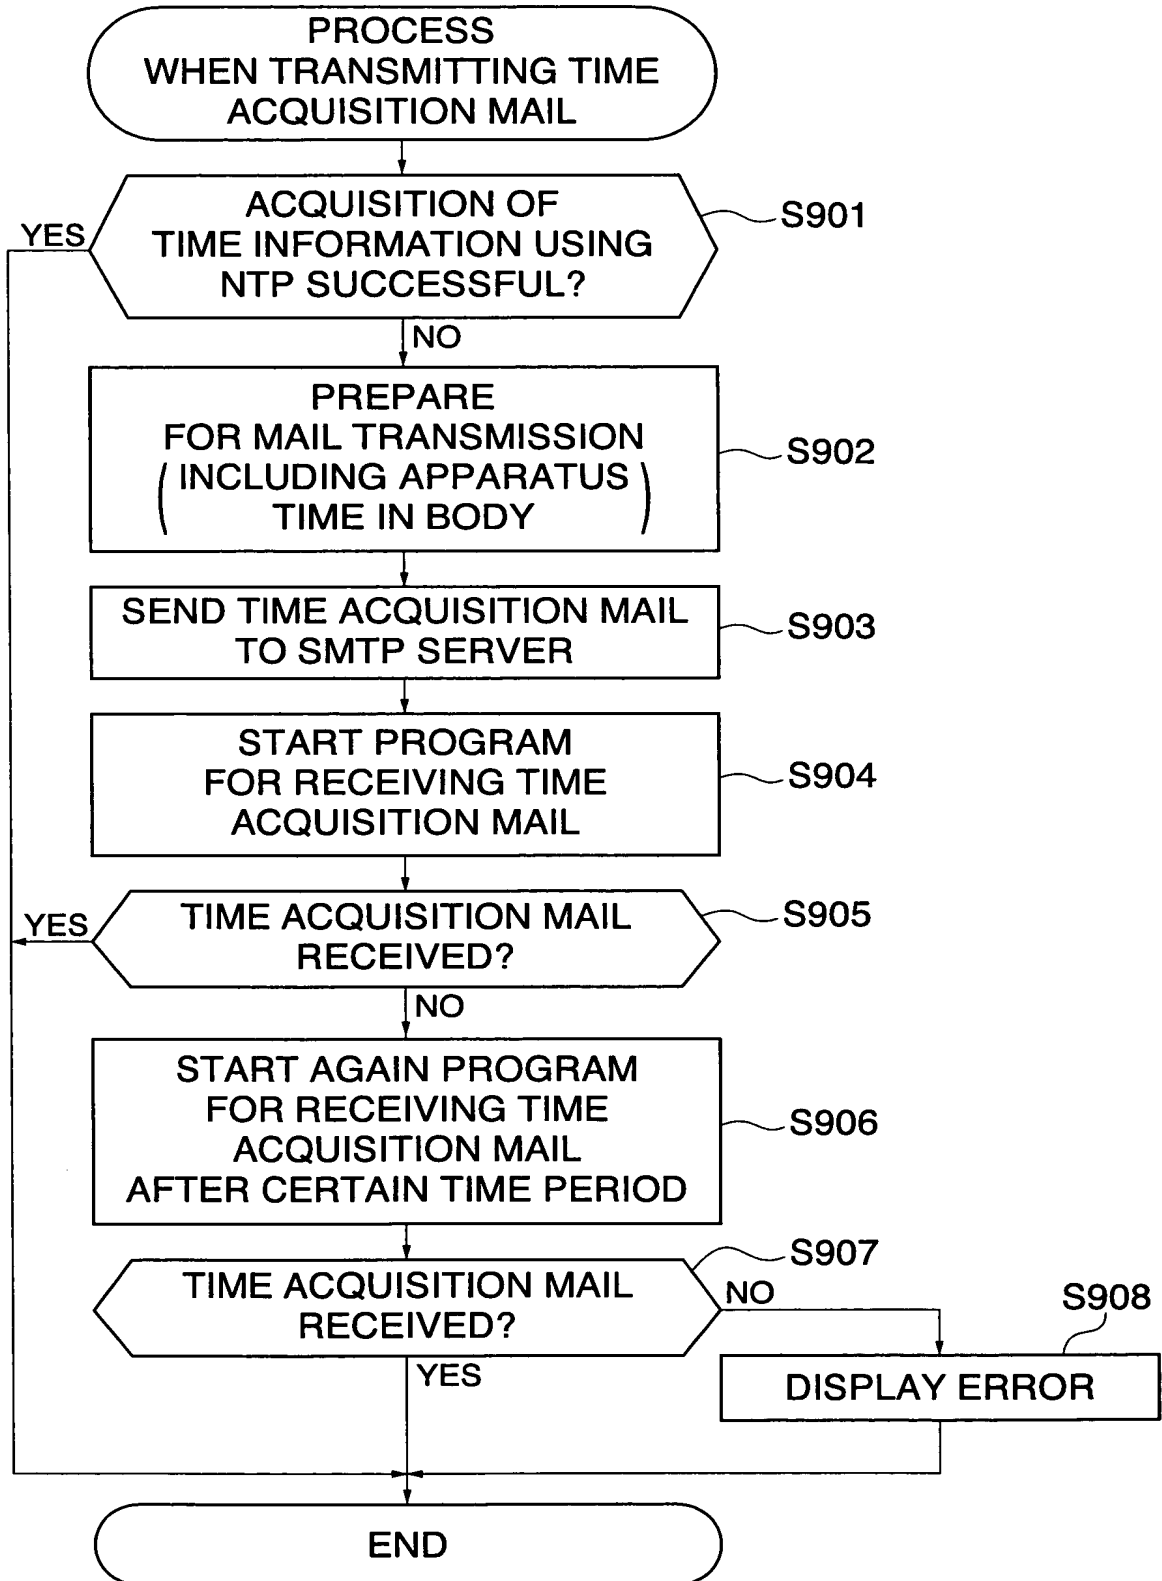 PROCESS
WHEN TRANSMITTING TIME
ACQUISITION MAIL
ACQUISITION OF
TIME INFORMATION USING
NTP SUCCESSFUL?
S901
YES
NO
PREPARE
FOR MAIL TRANSMISSION
(INCLUDING APPARATUS
TIME IN BODY)
S902
SEND TIME ACQUISITION MAIL
TO SMTP SERVER
S903
START PROGRAM
FOR RECEIVING TIME
ACQUISITION MAIL
S904
TIME ACQUISITION MAIL
RECEIVED?
S905
YES
NO
START AGAIN PROGRAM
FOR RECEIVING TIME
ACQUISITION MAIL
AFTER CERTAIN TIME PERIOD
S906
TIME ACQUISITION MAIL
RECEIVED?
S907
NO
YES
S908
DISPLAY ERROR
END